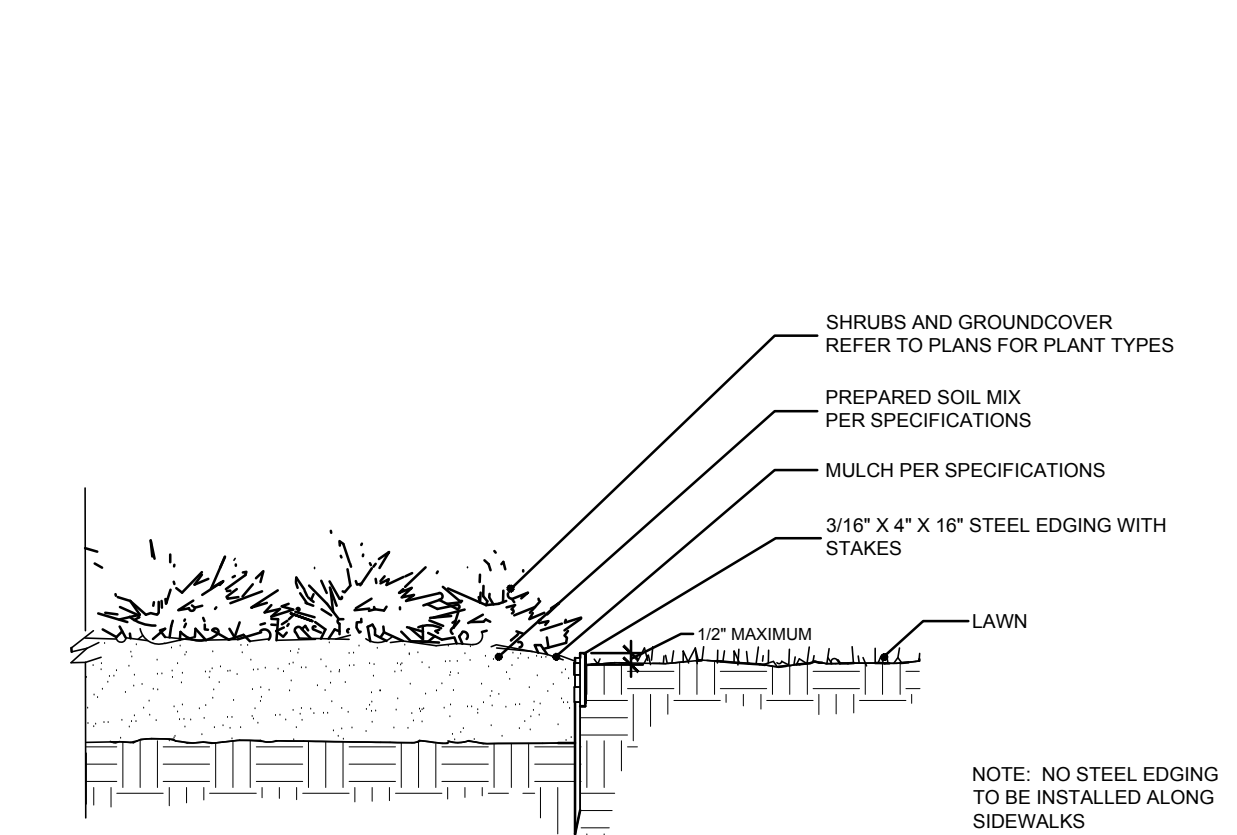 SHRUBS AND GROUNDCOVER
REFER TO PLANS FOR PLANT TYPES
PREPARED SOIL MIX
PER SPECIFICATIONS
MULCH PER SPECIFICATIONS
3/16" X 4" X 16" STEEL EDGING WITH
STAKES
LAWN
1/2" MAXIMUM
NOTE:  NO STEEL EDGING
TO BE INSTALLED ALONG
SIDEWALKS